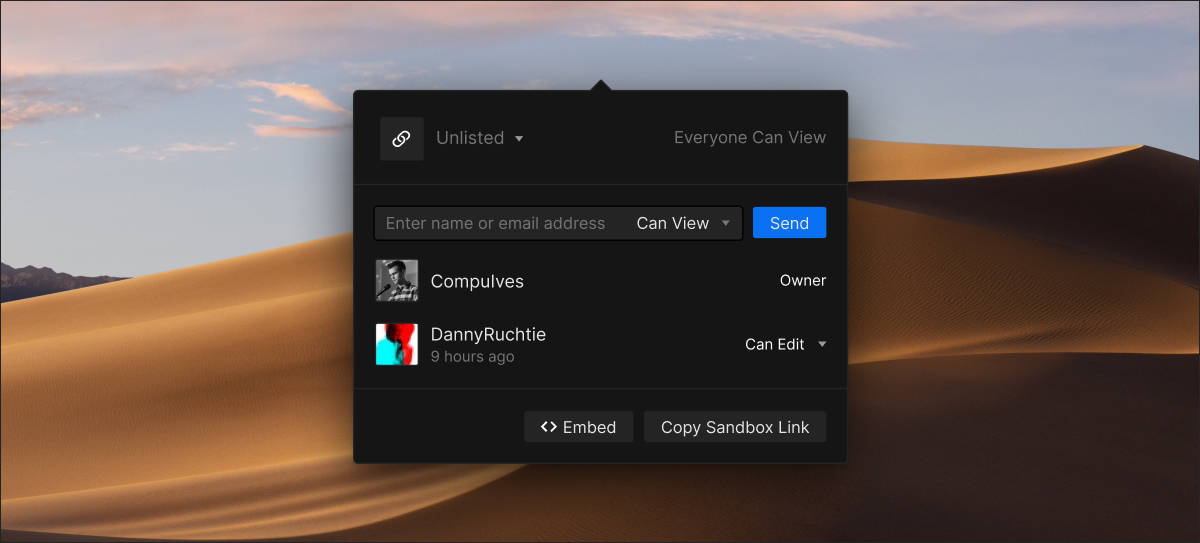 Unlisted
Everyone Can View
Enter name or email address
Can View
Send
Compulves
Owner
DannyRuchtie
9 hours ago
Can Edit
<> Embed
Copy Sandbox Link